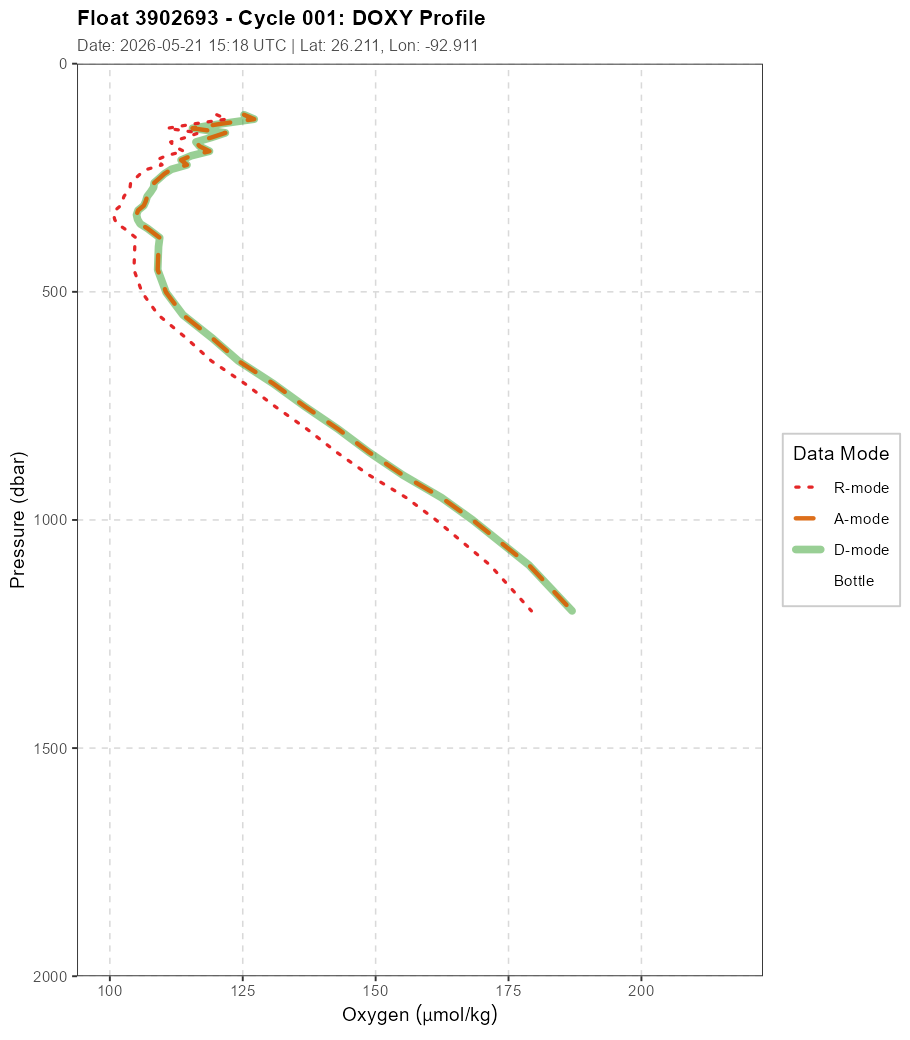 Float 3902693 - Cycle 001: DOXY Profile
Date: 2026-05-21 15:18 UTC | Lat: 26.211, Lon: -92.911
0
500
1000
1500
2000
Pressure (dbar)
100 125 150 175 200
Oxygen (μmol/kg)
Data Mode
R-mode
A-mode
D-mode
Bottle